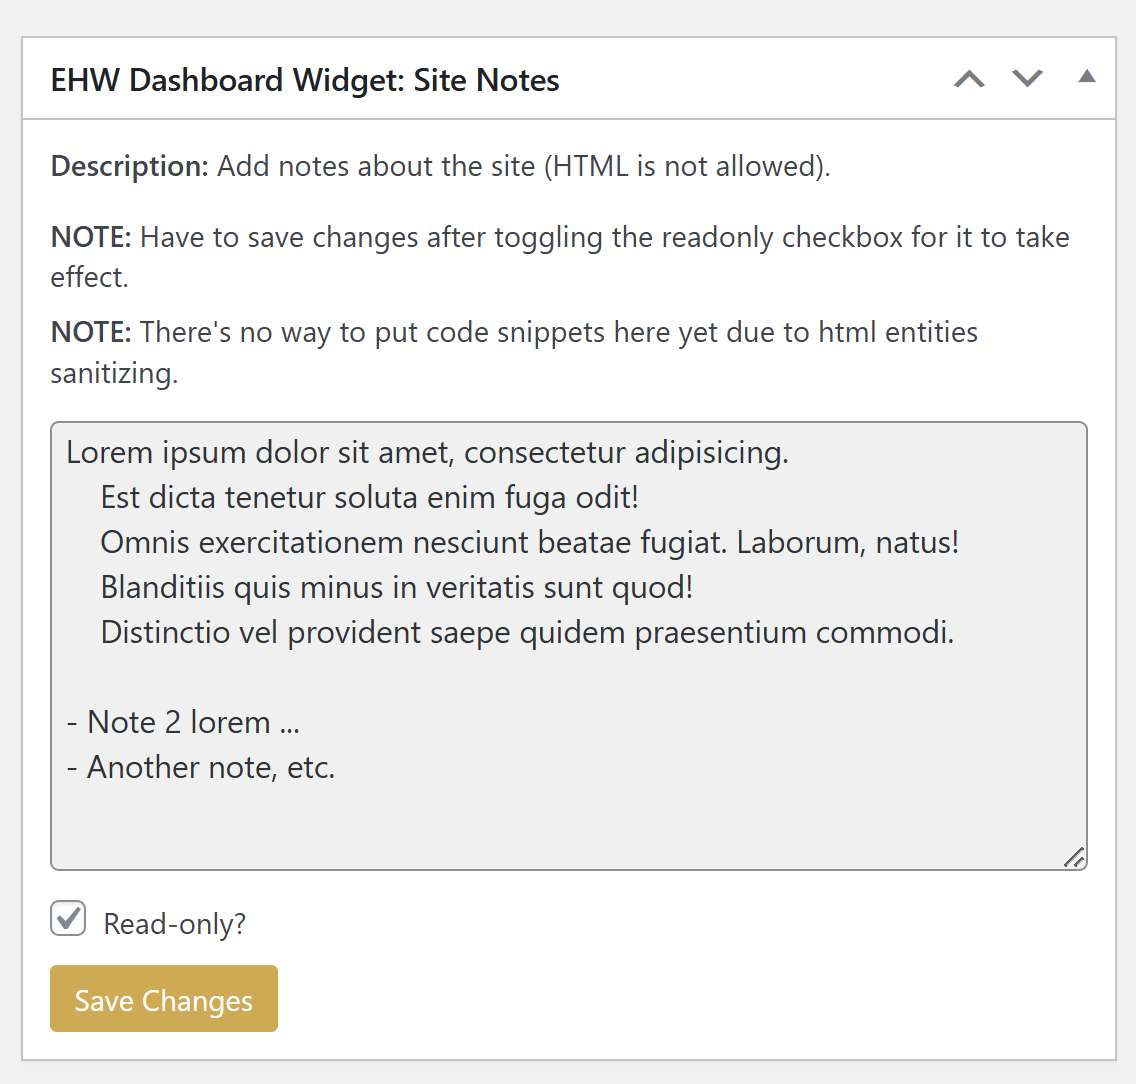 EHW Dashboard Widget: Site Notes
Description: Add notes about the site (HTML is not allowed).
NOTE: Have to save changes after toggling the readonly checkbox for it to take
effect.
NOTE: There's no way to put code snippets here yet due to html entities
sanitizing.
Lorem ipsum dolor sit amet, consectetur adipisicing.
Est dicta tenetur soluta enim fuga odit!
Omnis exercitationem nesciunt beatae fugiat. Laborum, natus!
Blanditiis quis minus in veritatis sunt quod!
Distinctio vel provident saepe quidem praesentium commodi.
- Note 2 lorem ...
- Another note, etc.
Read-only?
Save Changes